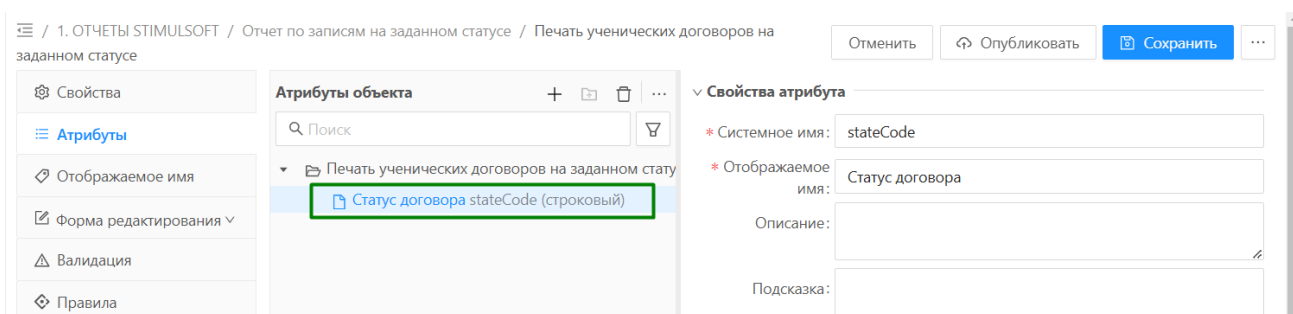 / 1. ОТЧЕТЫ STIMULSOFT / Отчет по записям на заданном статусе / Печать ученических договоров на
заданном статусе
Отменить Опубликовать Сохранить ...
Свойства
Атрибуты
Отображаемое имя
Форма редактирования
Валидация
Правила
Атрибуты объекта
Поиск
Печать ученических договоров на заданном стату
Статус договора stateCode (строковый)
Свойства атрибута
* Системное имя: stateCode
* Отображаемое
имя: Статус договора
Описание:
Подсказка: